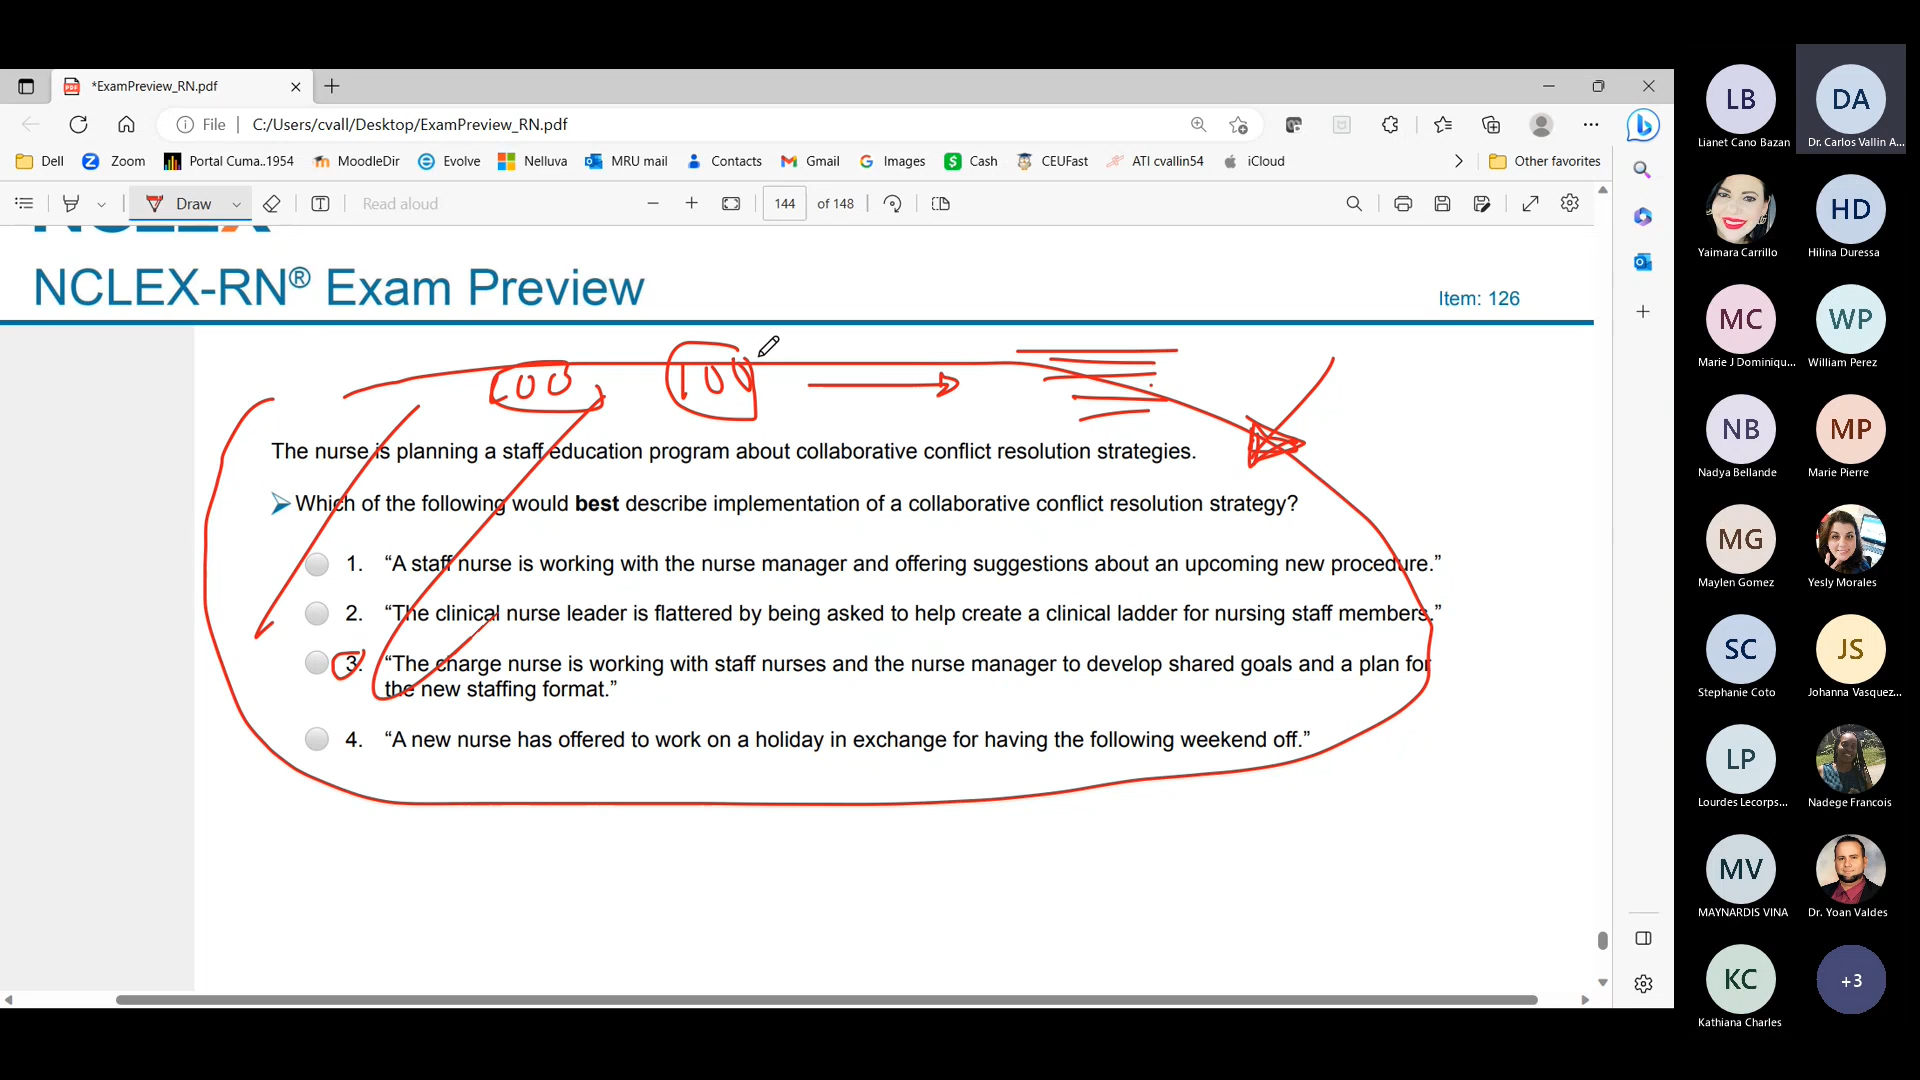 *ExamPreview_RN.pdf
File
C:/Users/cvall/Desktop/ExamPreview_RN.pdf
Dell
Zoom
Portal Cuma..1954
MoodleDir
Evolve
Nelluva
MRU mail
Contacts
Gmail
Images
Cash
CEUFast
ATI cvallin54
iCloud
Other favorites
Draw
Read aloud
144 of 148
NCLEX
NCLEX-RN® Exam Preview
Item: 126
100
100
The nurse is planning a staff education program about collaborative conflict resolution strategies.
Which of the following would best describe implementation of a collaborative conflict resolution strategy?
1. “A staff nurse is working with the nurse manager and offering suggestions about an upcoming new procedure.”
2. “The clinical nurse leader is flattered by being asked to help create a clinical ladder for nursing staff members.”
3. “The charge nurse is working with staff nurses and the nurse manager to develop shared goals and a plan for
the new staffing format.”
4. “A new nurse has offered to work on a holiday in exchange for having the following weekend off.”
LB
Lianet Cano Bazan
DA
Dr. Carlos Vallin A...
Yaimara Carrillo
HD
Hilina Duressa
MC
Marie J Dominiqu...
WP
William Perez
NB
Nadya Bellande
MP
Marie Pierre
MG
Maylen Gomez
Yesly Morales
SC
Stephanie Coto
JS
Johanna Vasquez...
LP
Lourdes Lecorps...
Nadege Francois
MV
MAYNARDIS VINA
Dr. Yoan Valdes
KC
Kathiana Charles
+3